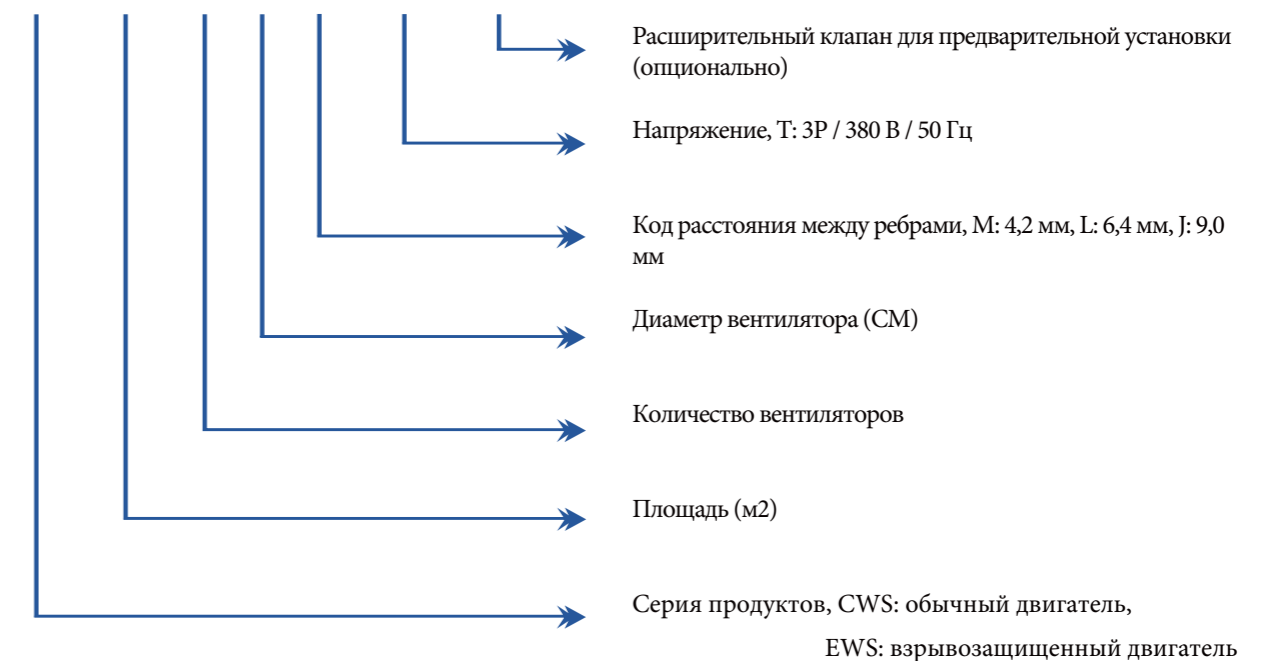 Расширительный клапан для предварительной установки
(опционально)
Напряжение, T: 3P / 380 В / 50 Гц
Код расстояния между ребрами, M: 4,2 мм, L: 6,4 мм, J: 9,0
мм
Диаметр вентилятора (СМ)
Количество вентиляторов
Площадь (м2)
Серия продуктов, CWS: обычный двигатель,
EWS: взрывозащищенный двигатель